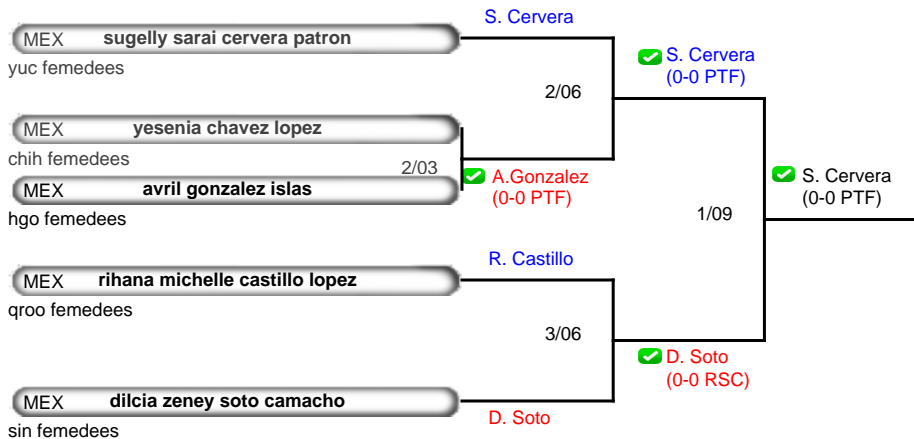 S. Cervera
MEX sugelly sarai cervera patron
yuc femedees
S. Cervera
(0-0 PTF)
2/06
MEX yesenia chavez lopez
chih femedees
2/03
MEX avril gonzalez islas
hgo femedees
A.Gonzalez
(0-0 PTF)
S. Cervera
(0-0 PTF)
1/09
R. Castillo
MEX rihana michelle castillo lopez
qroo femedees
3/06
D. Soto
(0-0 RSC)
MEX dilcia zeney soto camacho
sin femedees
D. Soto